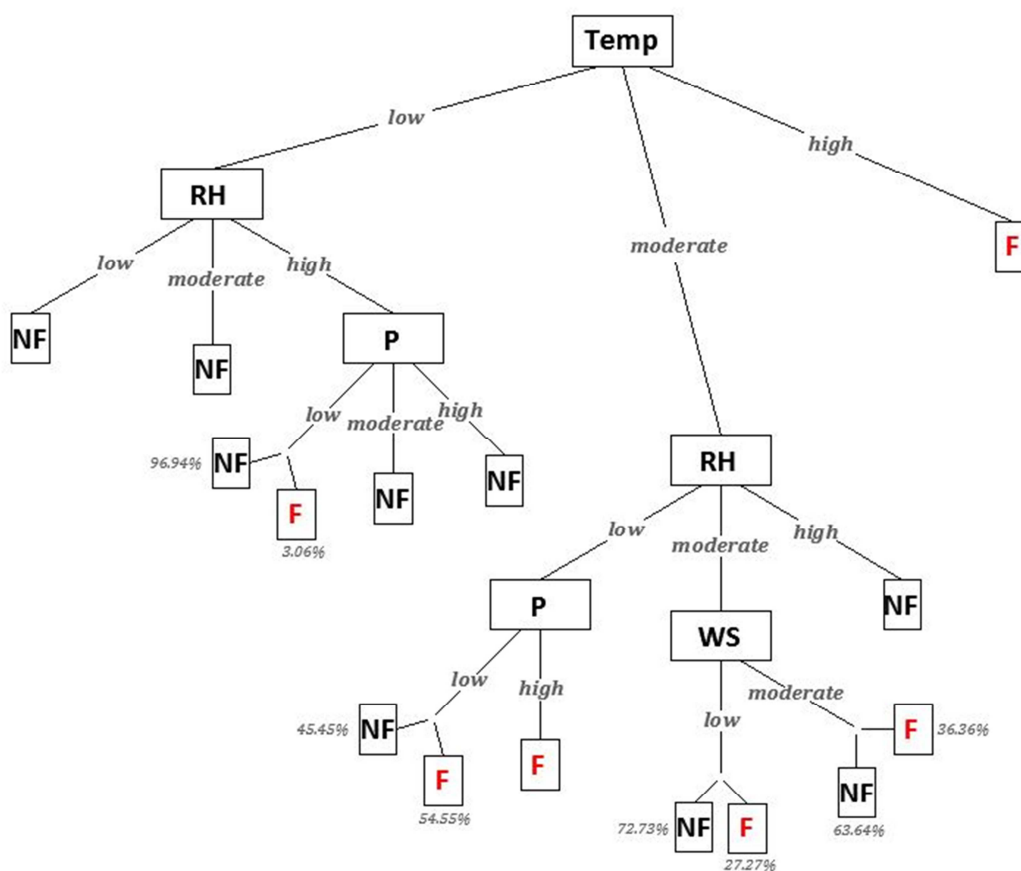 Temp
low
high
RH
moderate
F
low
moderate
high
NF
NF
P
low
moderate
high
96.94%
NF
F
3.06%
NF
NF
RH
low
moderate
high
P
WS
NF
low
high
low
moderate
45.45%
NF
F
54.55%
F
F
36.36%
NF
63.64%
72.73%
NF
F
27.27%